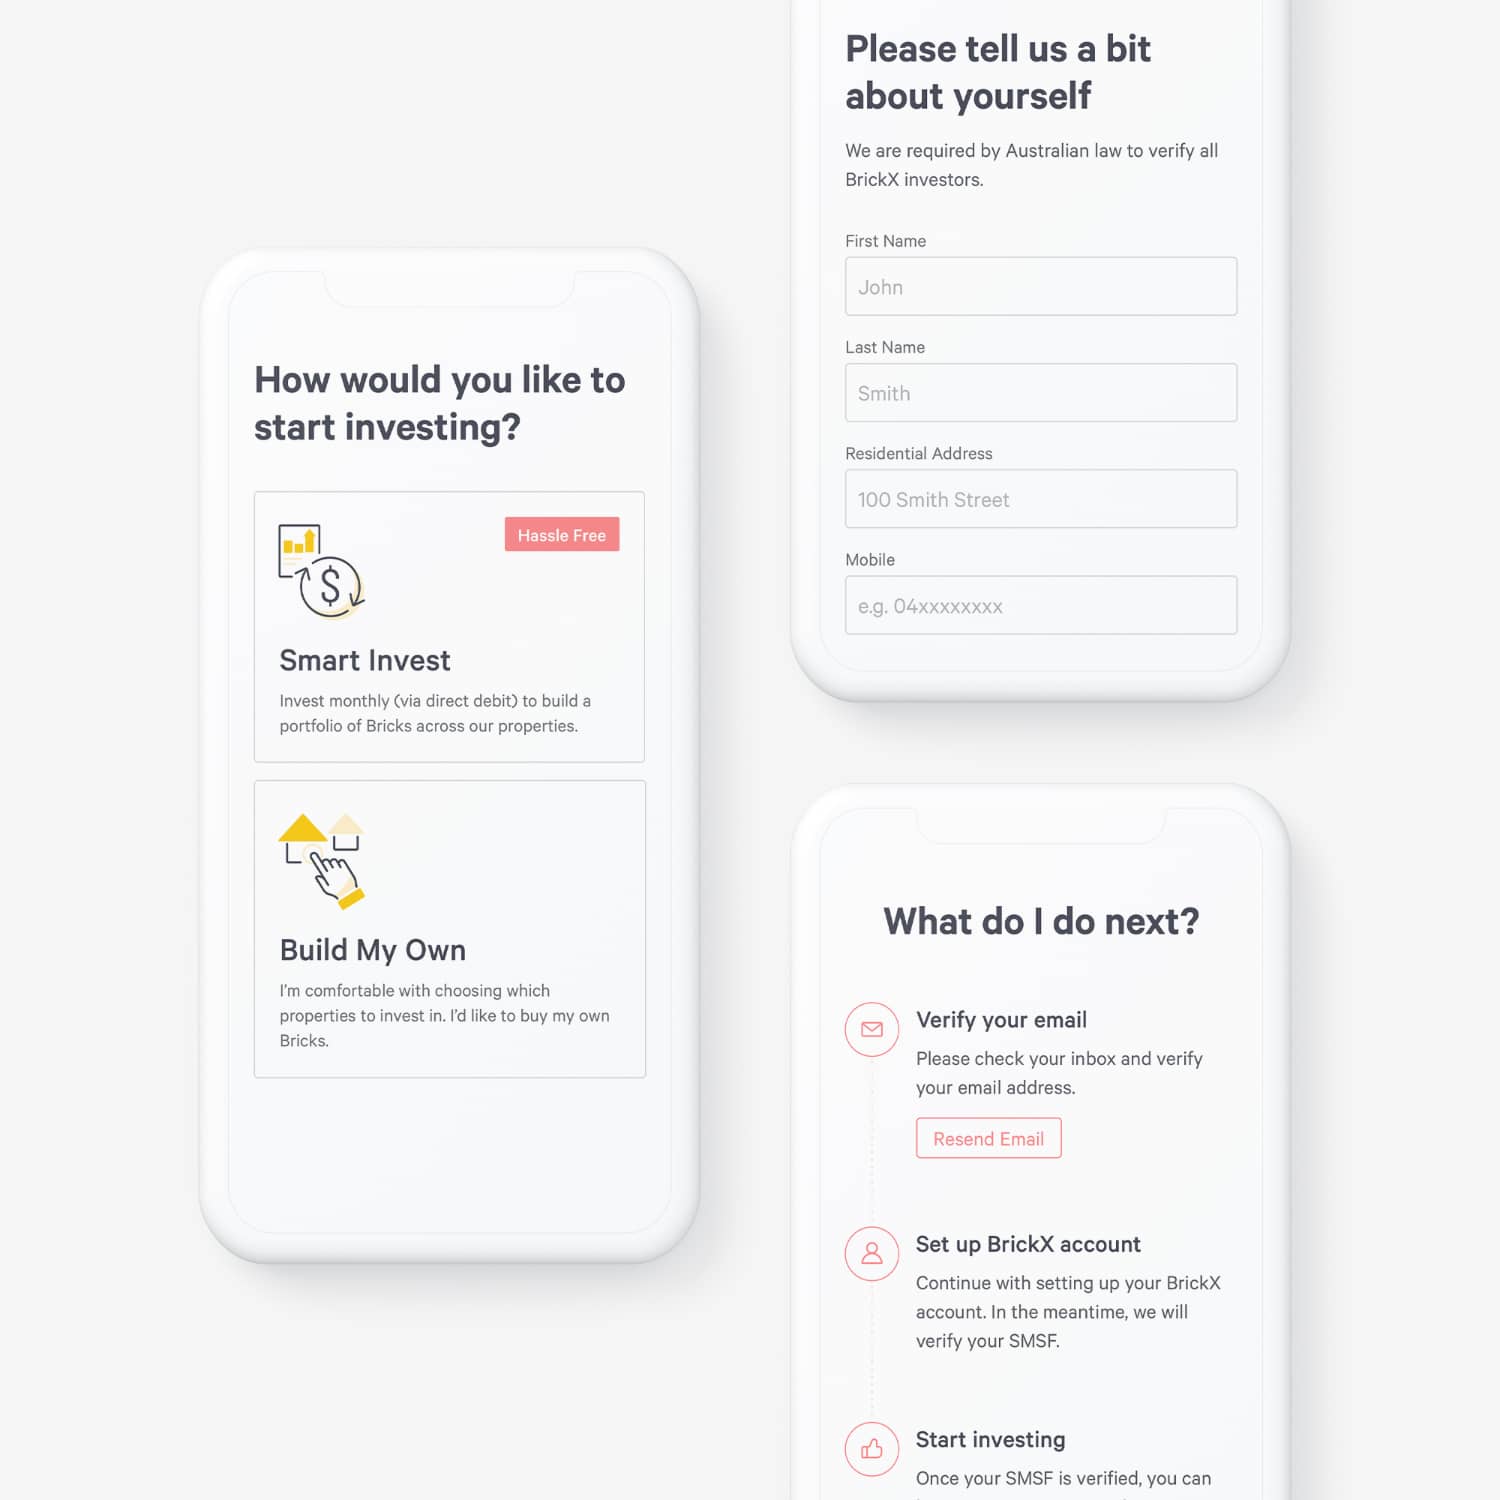 How would you like to
start investing?
Hassle Free
$
Smart Invest
Invest monthly (via direct debit) to build a
portfolio of Bricks across our properties.
Build My Own
I'm comfortable with choosing which
properties to invest in. I'd like to buy my own
Bricks.
Please tell us a bit
about yourself
We are required by Australian law to verify all
BrickX investors.
First Name
John
Last Name
Smith
Residential Address
100 Smith Street
Mobile
e.g. 04xxxxxxxx
What do I do next?
Verify your email
Please check your inbox and verify
your email address.
Resend Email
Set up BrickX account
Continue with setting up your BrickX
account. In the meantime, we will
verify your SMSF.
Start investing
Once your SMSF is verified, you can